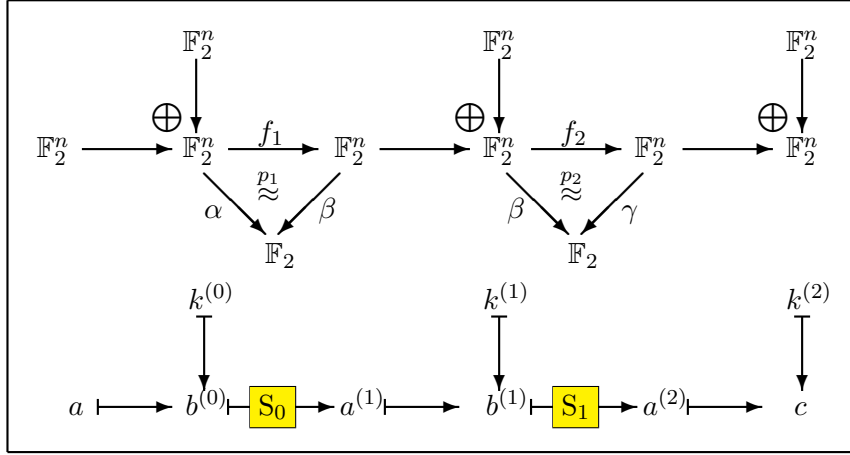 𝔽₂ⁿ 𝔽₂ⁿ 𝔽₂ⁿ
⊕ ⊕ ⊕
𝔽₂ⁿ 𝔽₂ⁿ f₁ 𝔽₂ⁿ 𝔽₂ⁿ f₂ 𝔽₂ⁿ 𝔽₂ⁿ
p₁ p₂
≈ ≈
α β β γ
𝔽₂ 𝔽₂
k⁽⁰⁾ k⁽¹⁾ k⁽²⁾
a b⁽⁰⁾ S₀ a⁽¹⁾ b⁽¹⁾ S₁ a⁽²⁾ c